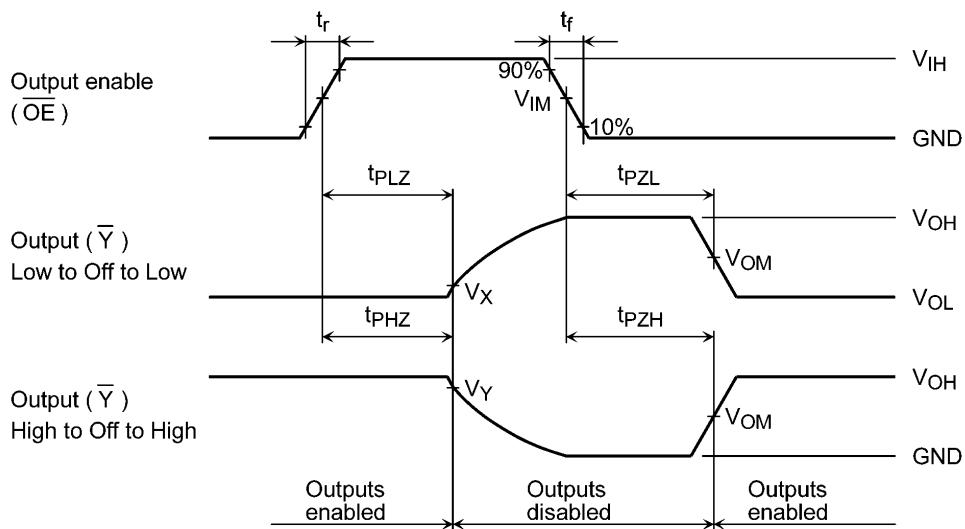 tr
tf
Output enable
( OE )
90%
VIM
10%
VIH
GND
tPLZ
tPZL
Output ( Y )
Low to Off to Low
VX
VOH
VOM
VOL
tPHZ
tPZH
Output ( Y )
High to Off to High
VY
VOH
VOM
GND
Outputs
enabled
Outputs
disabled
Outputs
enabled